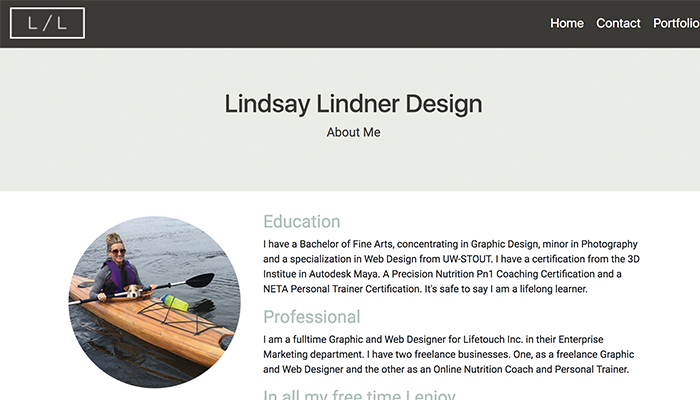 L / L
Home Contact Portfolio
Lindsay Lindner Design
About Me
Education
I have a Bachelor of Fine Arts, concentrating in Graphic Design, minor in Photography
and a specialization in Web Design from UW-STOUT. I have a certification from the 3D
Institue in Autodesk Maya. A Precision Nutrition Pn1 Coaching Certification and a
NETA Personal Trainer Certification. It's safe to say I am a lifelong learner.
Professional
I am a fulltime Graphic and Web Designer for Lifetouch Inc. in their Enterprise
Marketing department. I have two freelance businesses. One, as a freelance Graphic
and Web Designer and the other as an Online Nutrition Coach and Personal Trainer.
In all my free time I enjoy